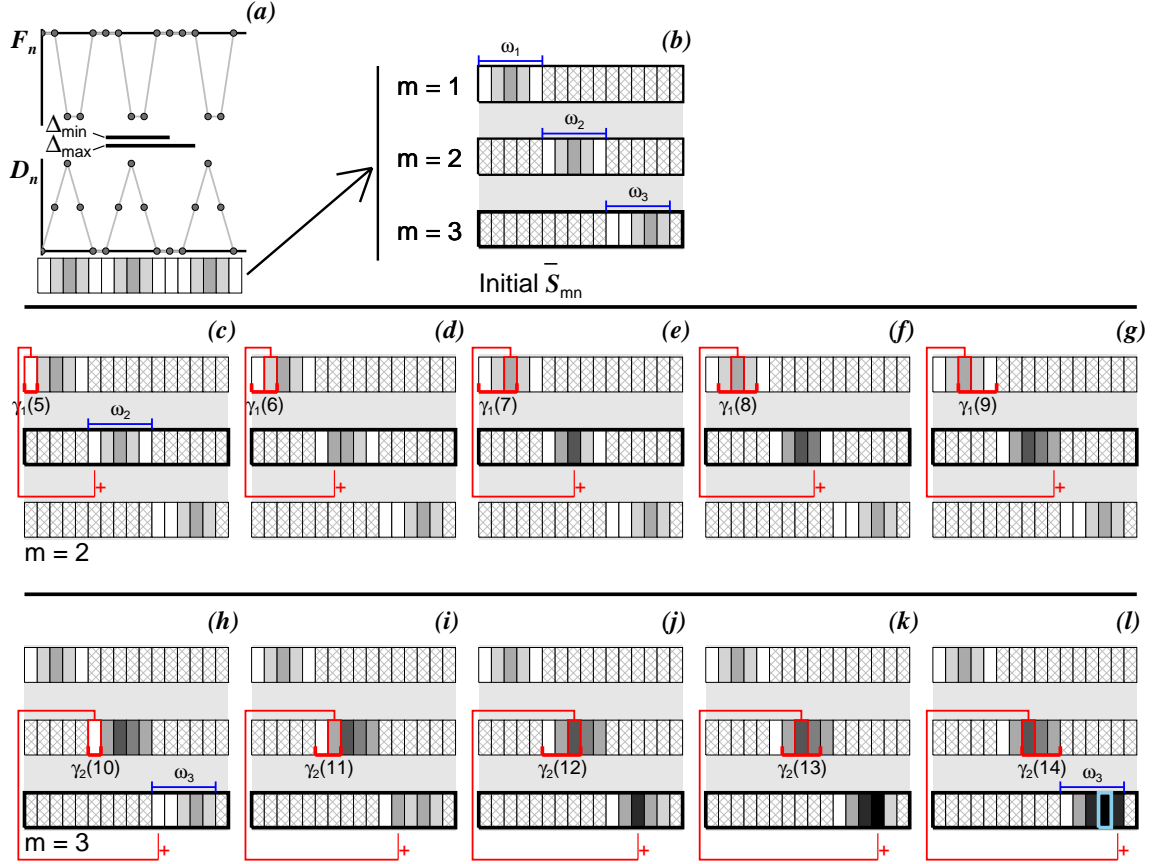 (a)
F_n
Δ_min
Δ_max
D_n
(b)
ω_1
m = 1
ω_2
m = 2
ω_3
m = 3
Initial S̄_mn
(c) (d) (e) (f) (g)
γ_1(5) γ_1(6) γ_1(7) γ_1(8) γ_1(9)
ω_2
+ + + + +
m = 2
(h) (i) (j) (k) (l)
γ_2(10) γ_2(11) γ_2(12) γ_2(13) γ_2(14)
ω_3 ω_3
m = 3
+ + + + +